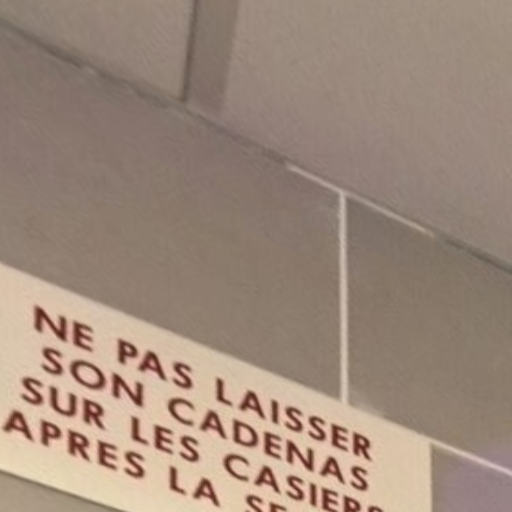 NE PAS LAISSER
SON CADENAS
SUR LES CASIERS
APRES LA